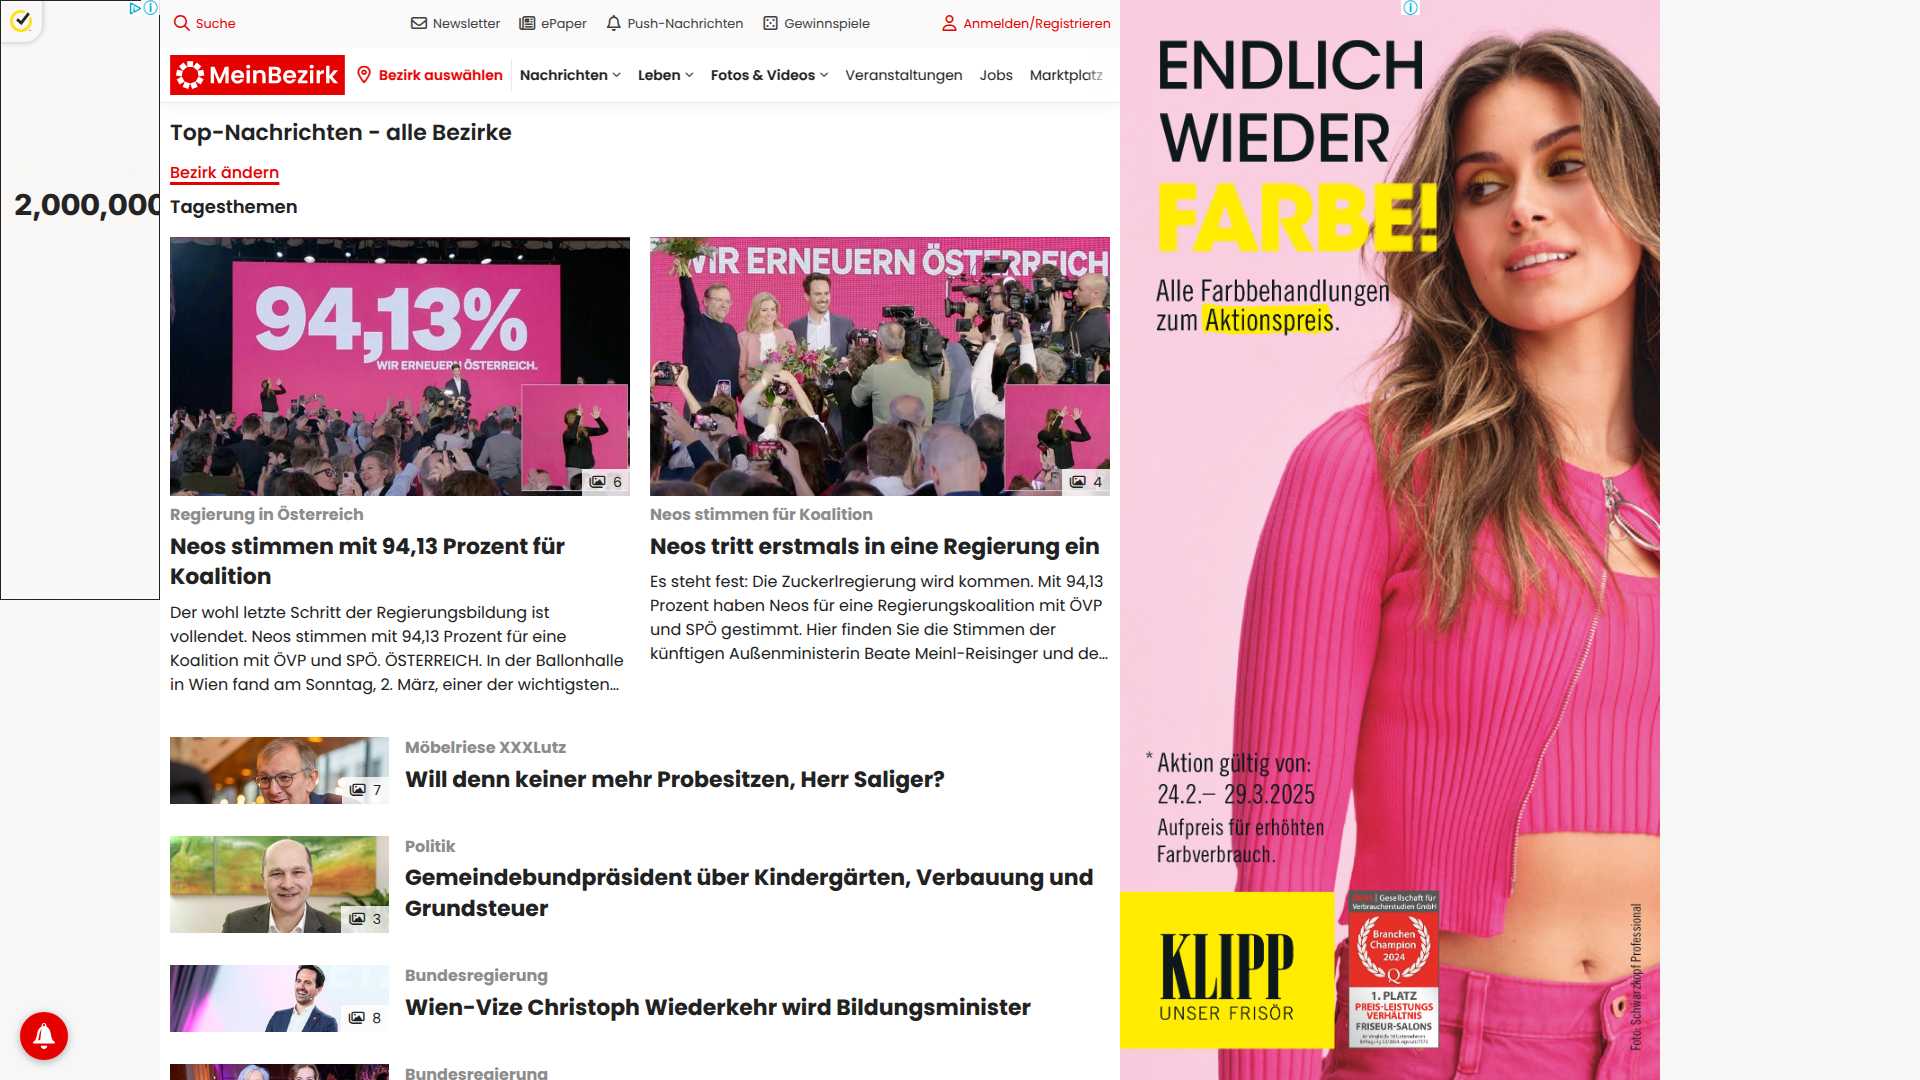 Suche
Newsletter
ePaper
Push-Nachrichten
Gewinnspiele
Anmelden/Registrieren
MeinBezirk
Bezirk auswählen
Nachrichten
Leben
Fotos & Videos
Veranstaltungen
Jobs
Marktplatz
2,000,000
Top-Nachrichten - alle Bezirke
Bezirk ändern
Tagesthemen
94,13%
WIR ERNEUERN ÖSTERREICH.
6
Regierung in Österreich
Neos stimmen mit 94,13 Prozent für
Koalition
Der wohl letzte Schritt der Regierungsbildung ist
vollendet. Neos stimmen mit 94,13 Prozent für eine
Koalition mit ÖVP und SPÖ. ÖSTERREICH. In der Ballonhalle
in Wien fand am Sonntag, 2. März, einer der wichtigsten...
WIR ERNEUERN ÖSTERREICH
4
Neos stimmen für Koalition
Neos tritt erstmals in eine Regierung ein
Es steht fest: Die Zuckerlregierung wird kommen. Mit 94,13
Prozent haben Neos für eine Regierungskoalition mit ÖVP
und SPÖ gestimmt. Hier finden Sie die Stimmen der
künftigen Außenministerin Beate Meinl-Reisinger und de...
7
Möbelriese XXXLutz
Will denn keiner mehr Probesitzen, Herr Saliger?
3
Politik
Gemeindebundpräsident über Kindergärten, Verbauung und
Grundsteuer
8
Bundesregierung
Wien-Vize Christoph Wiederkehr wird Bildungsminister
Bundesregierung
ENDLICH
WIEDER
FARBE!
Alle Farbbehandlungen
zum Aktionspreis.
* Aktion gültig von:
24.2.– 29.3.2025
Aufpreis für erhöhten
Farbverbrauch.
KLIPP
UNSER FRISÖR
Gesellschaft für
Verbraucherstudien GmbH
Branchen
Champion
2024
1. PLATZ
PREIS-LEISTUNGS
VERHÄLTNIS
FRISEUR-SALONS
Foto: Schwarzkopf Professional